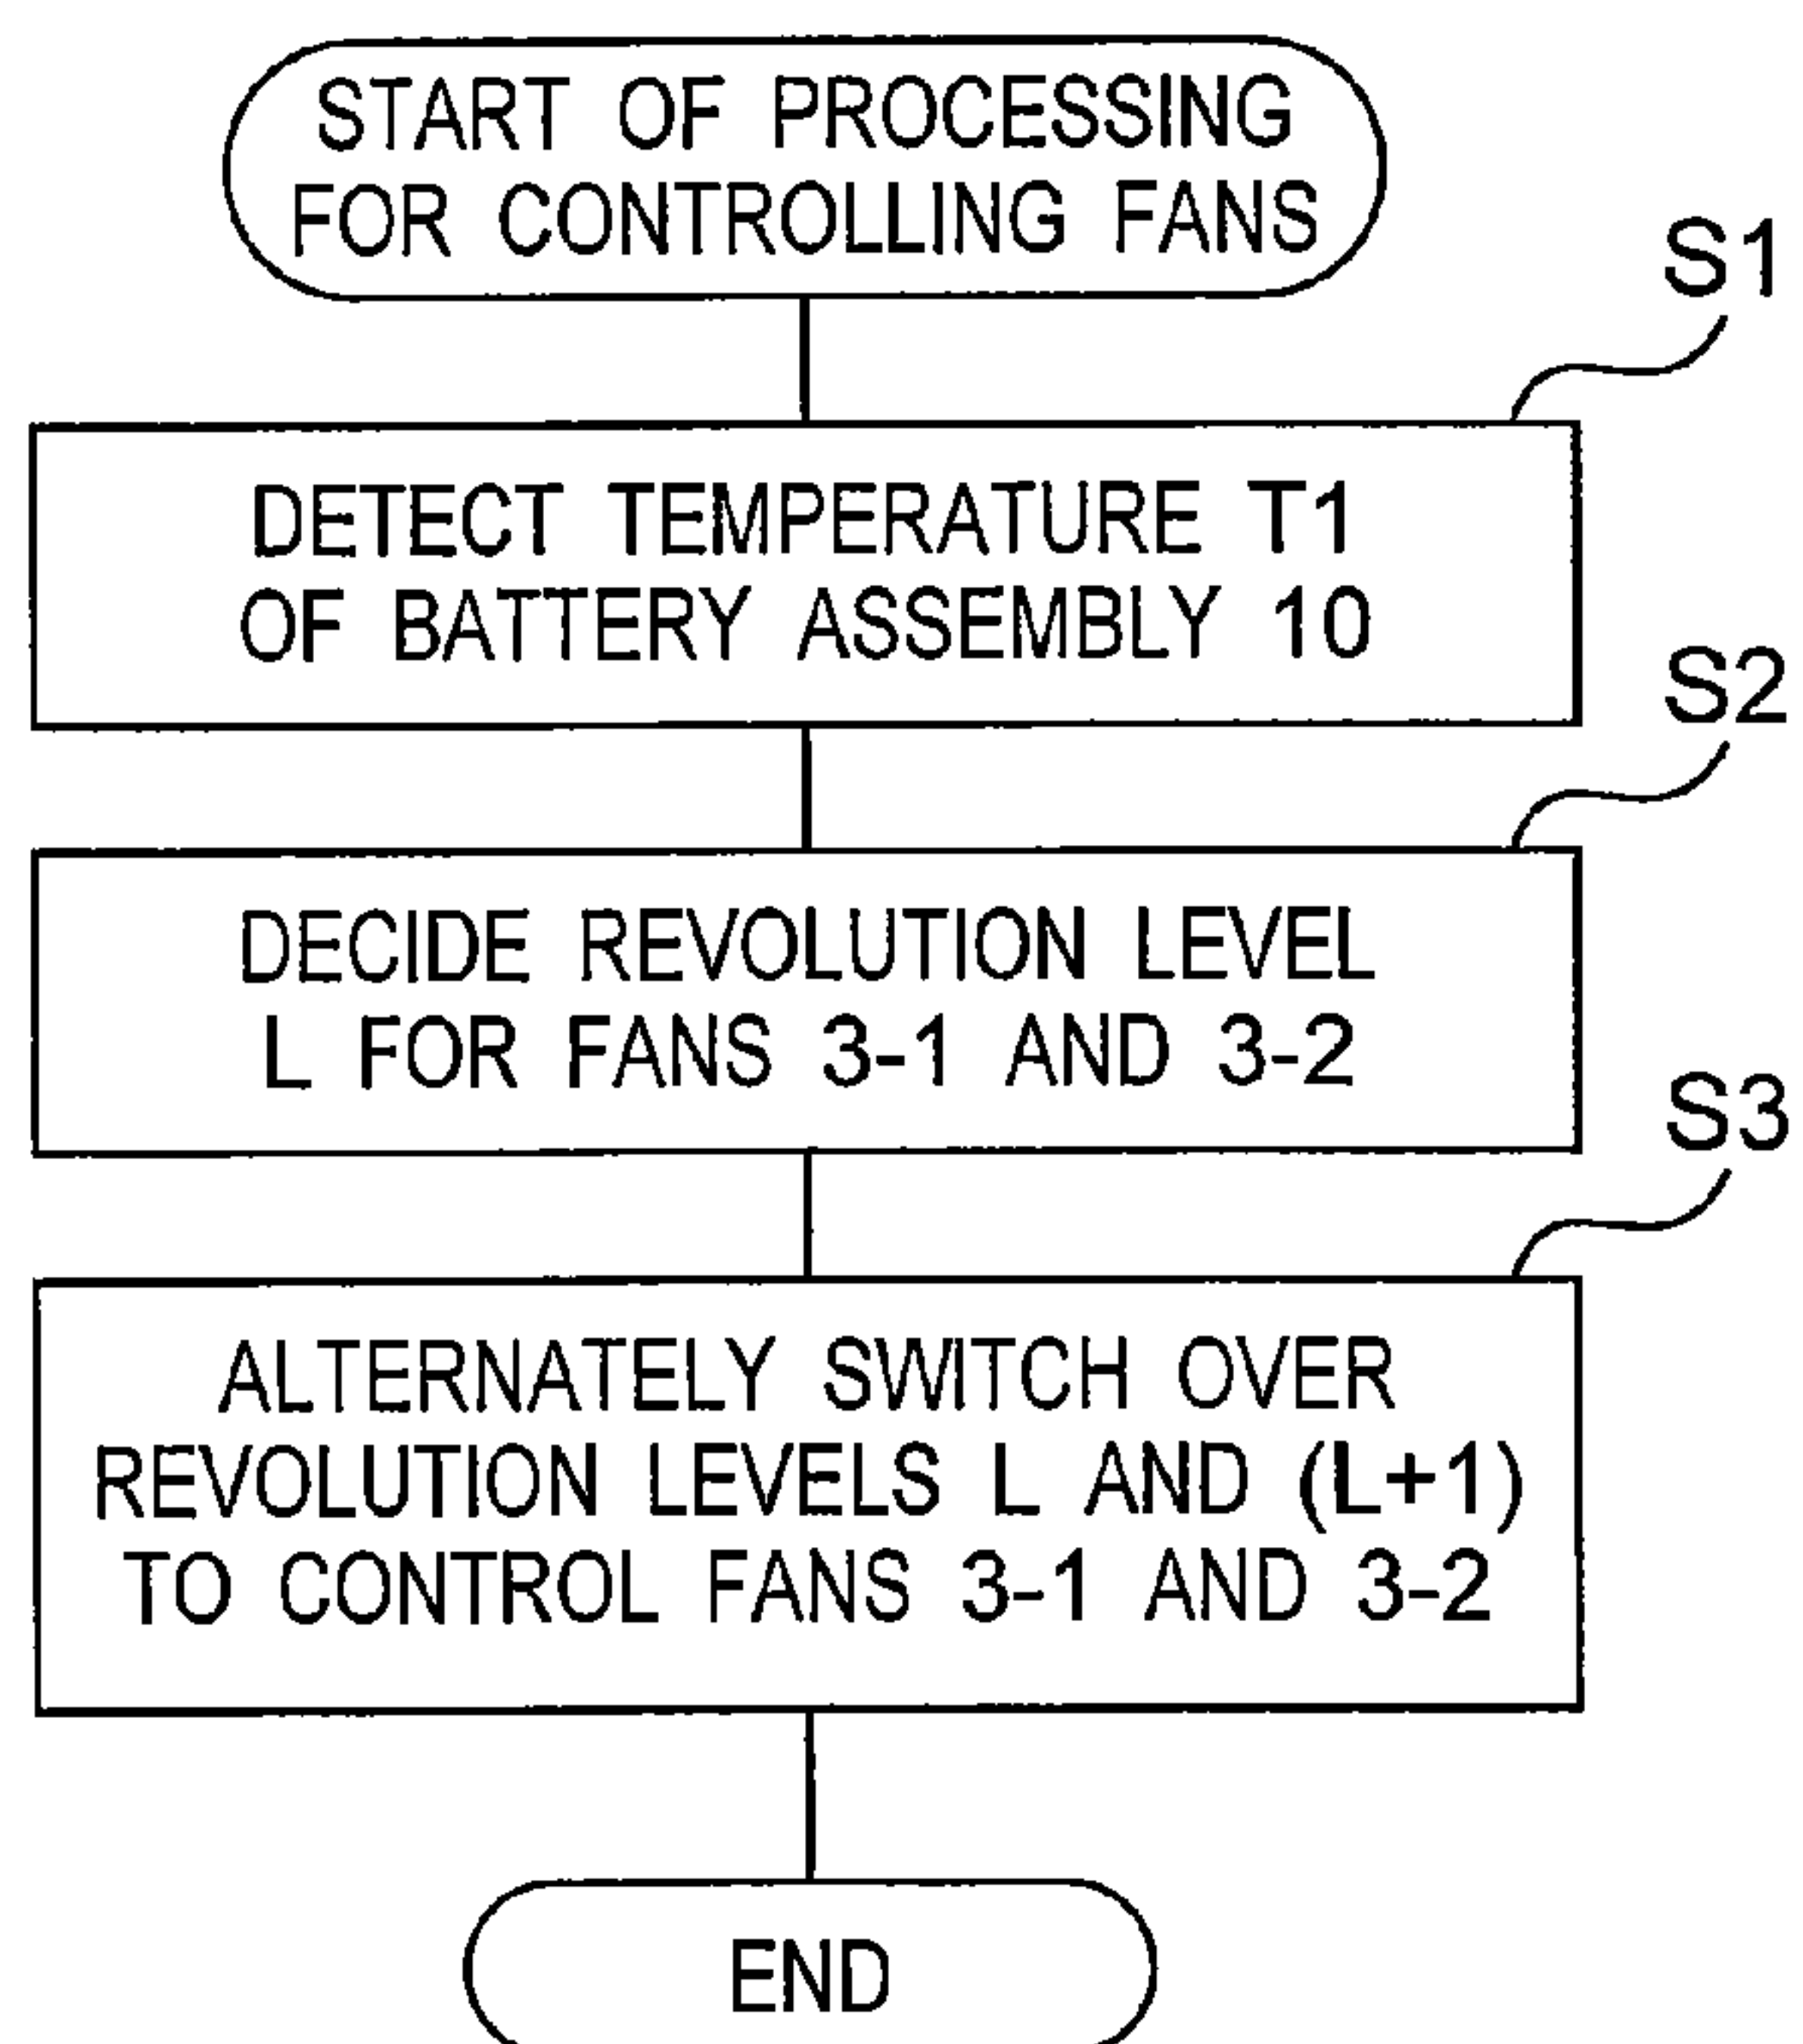 START OF PROCESSING
FOR CONTROLLING FANS
S1
DETECT TEMPERATURE T1
OF BATTERY ASSEMBLY 10
S2
DECIDE REVOLUTION LEVEL
L FOR FANS 3-1 AND 3-2
S3
ALTERNATELY SWITCH OVER
REVOLUTION LEVELS L AND (L+1)
TO CONTROL FANS 3-1 AND 3-2
END